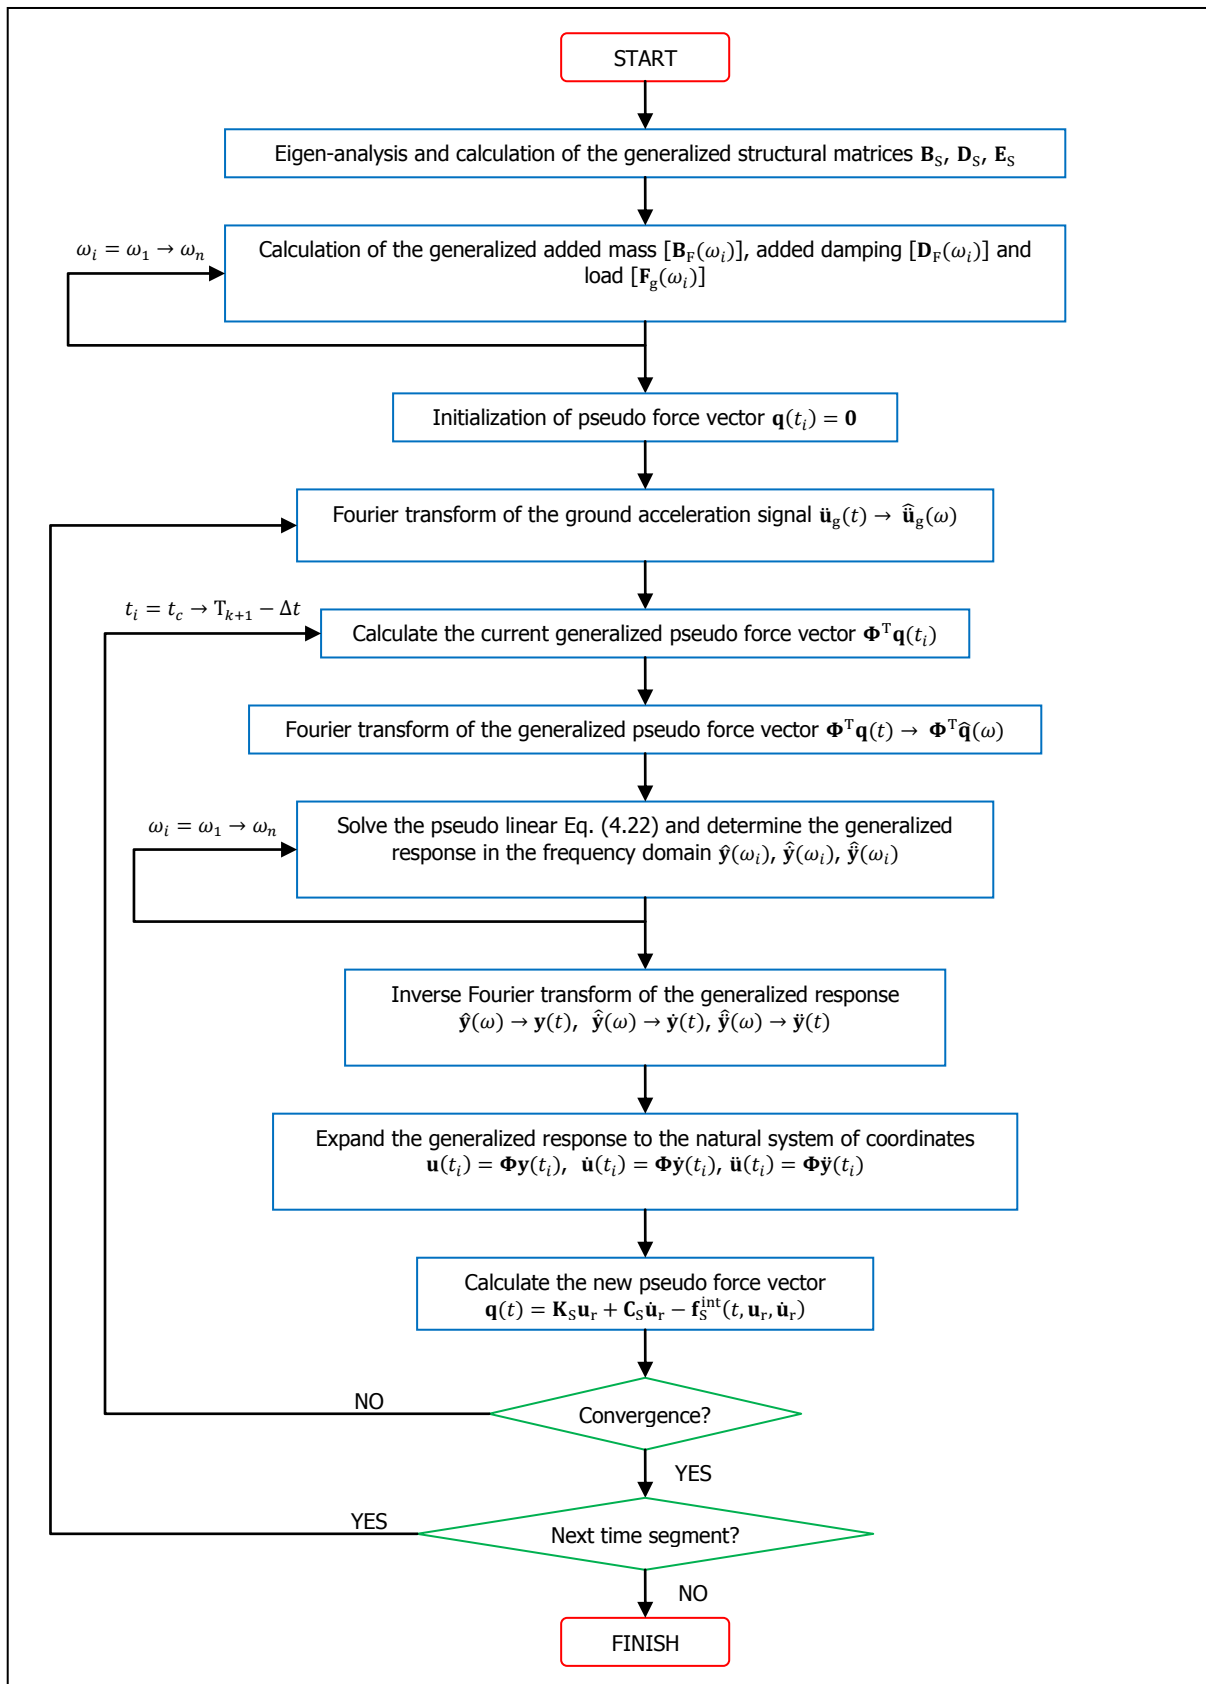 START
Eigen-analysis and calculation of the generalized structural matrices 𝐁_S, 𝐃_S, 𝐄_S
ω_i = ω_1 → ω_n
Calculation of the generalized added mass [𝐁_F(ω_i)], added damping [𝐃_F(ω_i)] and
load [𝐅_g(ω_i)]
Initialization of pseudo force vector 𝐪(t_i) = 𝟎
Fourier transform of the ground acceleration signal 𝐮̈_g(t) → 𝐮̈̂_g(ω)
t_i = t_c → T_{k+1} − Δt
Calculate the current generalized pseudo force vector 𝚽^T𝐪(t_i)
Fourier transform of the generalized pseudo force vector 𝚽^T𝐪(t) → 𝚽^T𝐪̂(ω)
ω_i = ω_1 → ω_n
Solve the pseudo linear Eq. (4.22) and determine the generalized
response in the frequency domain 𝐲̂(ω_i), 𝐲̇̂(ω_i), 𝐲̈̂(ω_i)
Inverse Fourier transform of the generalized response
𝐲̂(ω) → 𝐲(t), 𝐲̇̂(ω) → 𝐲̇(t), 𝐲̈̂(ω) → 𝐲̈(t)
Expand the generalized response to the natural system of coordinates
𝐮(t_i) = 𝚽𝐲(t_i), 𝐮̇(t_i) = 𝚽𝐲̇(t_i), 𝐮̈(t_i) = 𝚽𝐲̈(t_i)
Calculate the new pseudo force vector
𝐪(t) = 𝐊_S𝐮_r + 𝐂_S𝐮̇_r − 𝐟_S^int(t, 𝐮_r, 𝐮̇_r)
NO
Convergence?
YES
YES
Next time segment?
NO
FINISH